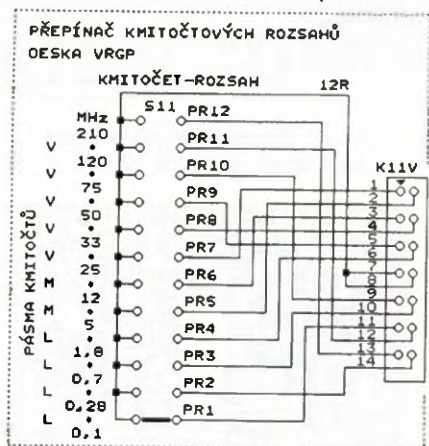 PŘEPÍNAČ KMITOČTOVÝCH ROZSAHŮ
DESKA VRGP
KMITOČET-ROZSAH
12R
MHz
S11
PR12
210
V
PR11
120
V
PR10
75
V
PR9
50
V
PR8
33
V
PR7
25
M
PR6
12
M
PR5
5
L
PR4
1,8
L
PR3
0,7
L
PR2
0,28
L
PR1
0,1
PÁSMA KMITOČTŮ
K11V
1
2
3
4
5
6
7
8
9
10
11
12
13
14